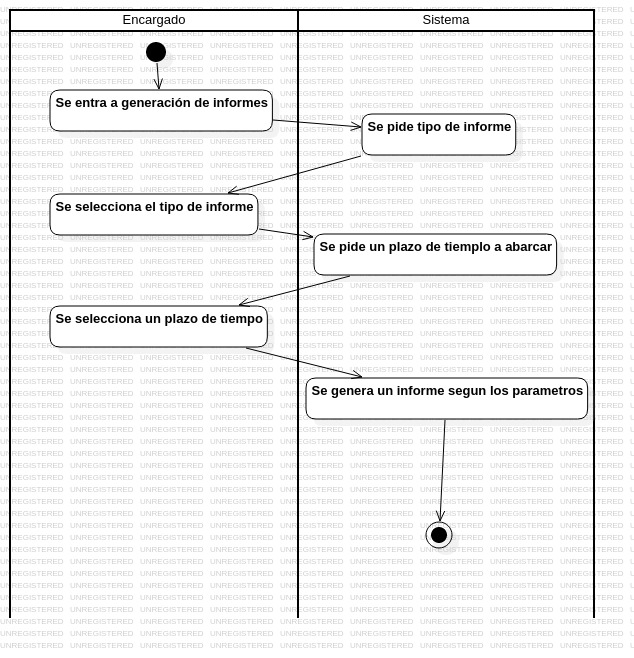 Encargado
Sistema
Se entra a generación de informes
Se pide tipo de informe
Se selecciona el tipo de informe
Se pide un plazo de tiemplo a abarcar
Se selecciona un plazo de tiempo
Se genera un informe segun los parametros
UNREGISTERED